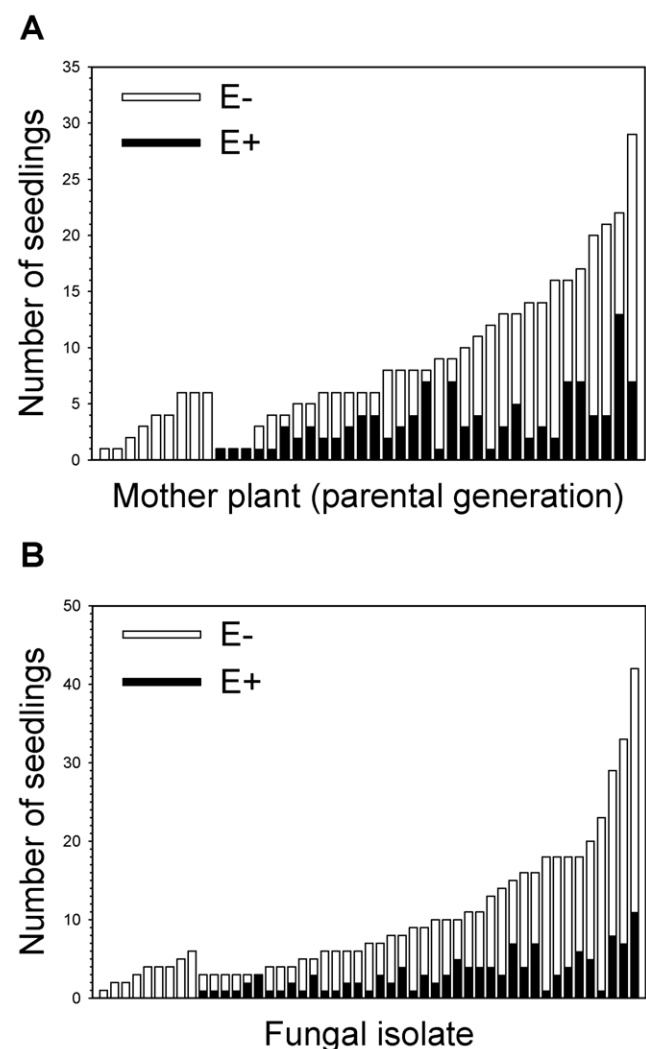 A
35
30
25
20
15
10
5
0
Number of seedlings
E-
E+
Mother plant (parental generation)
B
50
40
30
20
10
0
Number of seedlings
E-
E+
Fungal isolate